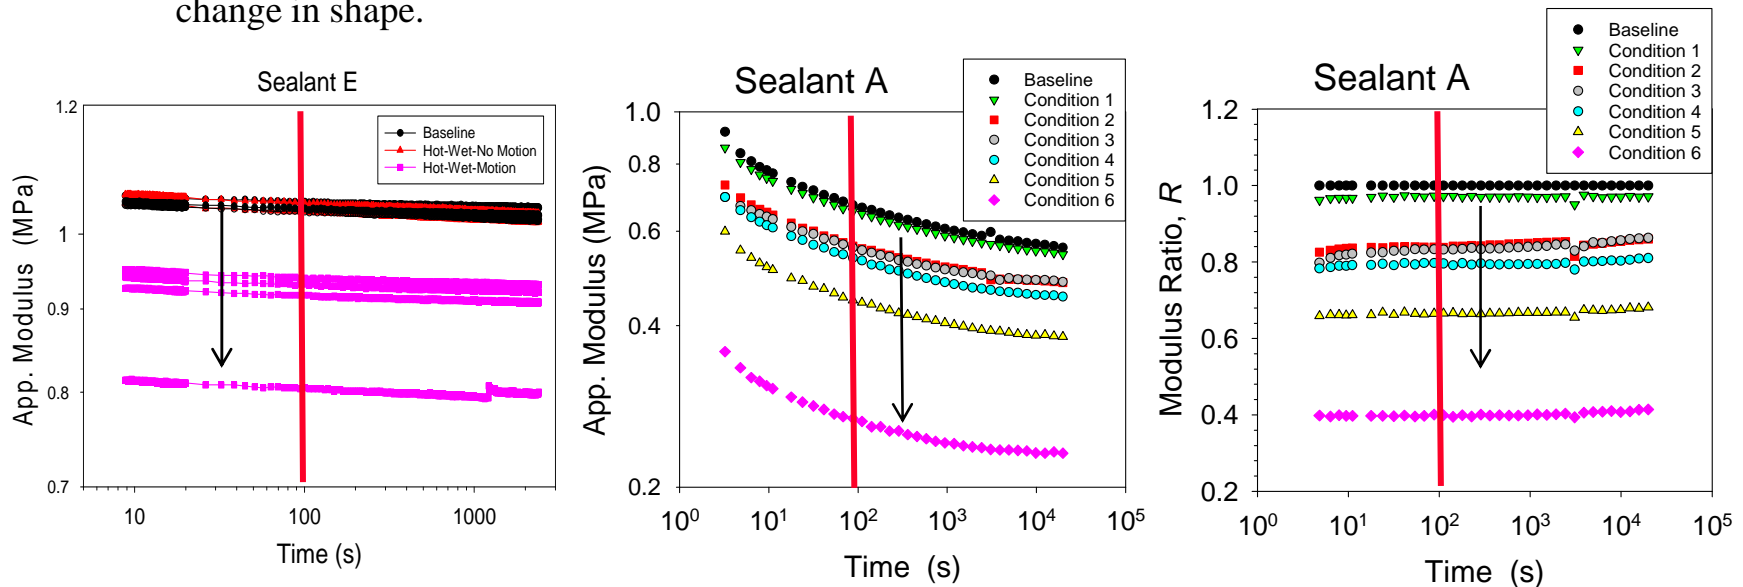 change in shape.
Sealant E
1.2
1
0.9
0.8
0.7
App. Modulus (MPa)
Baseline
Hot-Wet-No Motion
Hot-Wet-Motion
10
100
1000
Time (s)
Sealant A
1.0
0.8
0.6
0.4
0.2
App. Modulus (MPa)
Baseline
Condition 1
Condition 2
Condition 3
Condition 4
Condition 5
Condition 6
10⁰
10¹
10²
10³
10⁴
10⁵
Time (s)
Sealant A
1.2
1.0
0.8
0.6
0.4
0.2
Modulus Ratio, R
Baseline
Condition 1
Condition 2
Condition 3
Condition 4
Condition 5
Condition 6
10⁰
10¹
10²
10³
10⁴
10⁵
Time (s)